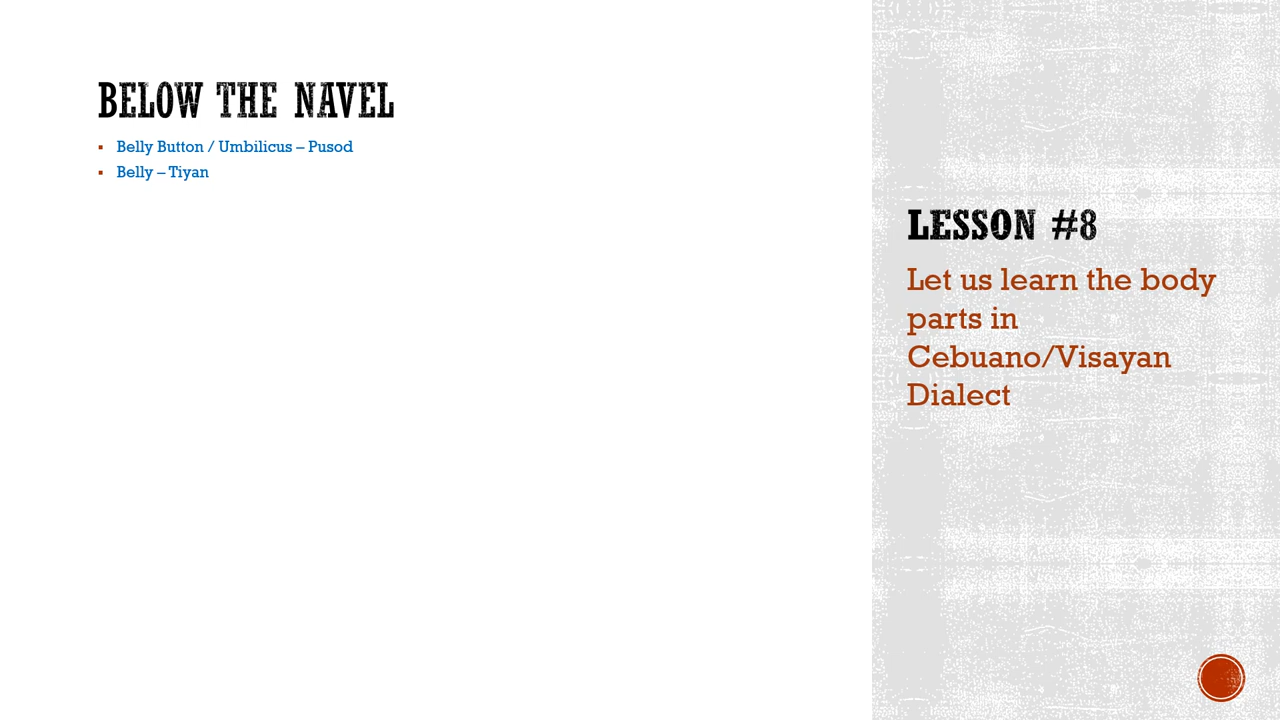 BELOW THE NAVEL
▪ Belly Button / Umbilicus – Pusod
▪ Belly – Tiyan
LESSON #8
Let us learn the body
parts in
Cebuano/Visayan
Dialect